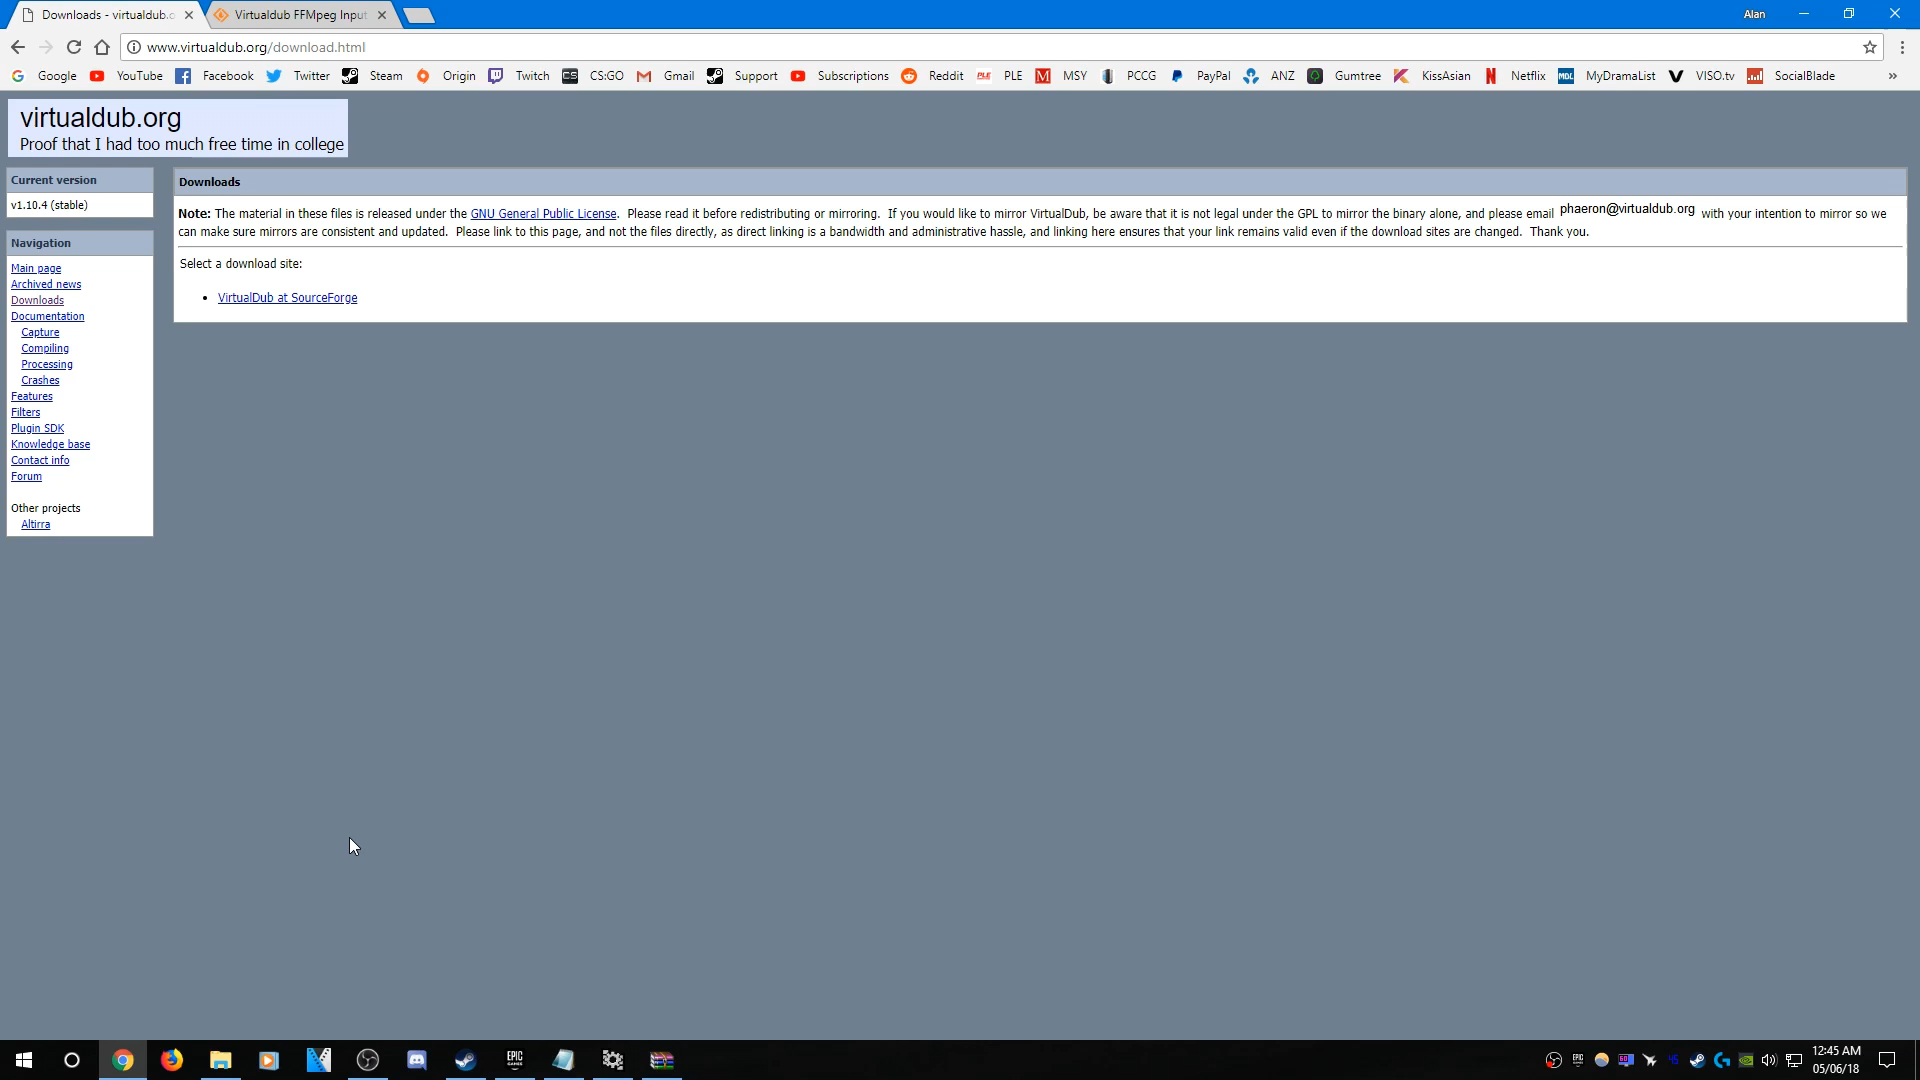 Downloads - virtualdub.o
Virtualdub FFMpeg Input
Alan
www.virtualdub.org/download.html
Google YouTube Facebook Twitter Steam Origin Twitch CS:GO Gmail Support Subscriptions Reddit PLE MSY PCCG PayPal ANZ Gumtree KissAsian Netflix MyDramaList VISO.tv SocialBlade »
virtualdub.org
Proof that I had too much free time in college
Current version
v1.10.4 (stable)
Navigation
Main page
Archived news
Downloads
Documentation
Capture
Compiling
Processing
Crashes
Features
Filters
Plugin SDK
Knowledge base
Contact info
Forum
Other projects
Altirra
Downloads
Note: The material in these files is released under the GNU General Public License. Please read it before redistributing or mirroring. If you would like to mirror VirtualDub, be aware that it is not legal under the GPL to mirror the binary alone, and please email phaeron@virtualdub.org with your intention to mirror so we
can make sure mirrors are consistent and updated. Please link to this page, and not the files directly, as direct linking is a bandwidth and administrative hassle, and linking here ensures that your link remains valid even if the download sites are changed. Thank you.
Select a download site:
• VirtualDub at SourceForge
12:45 AM
05/06/18